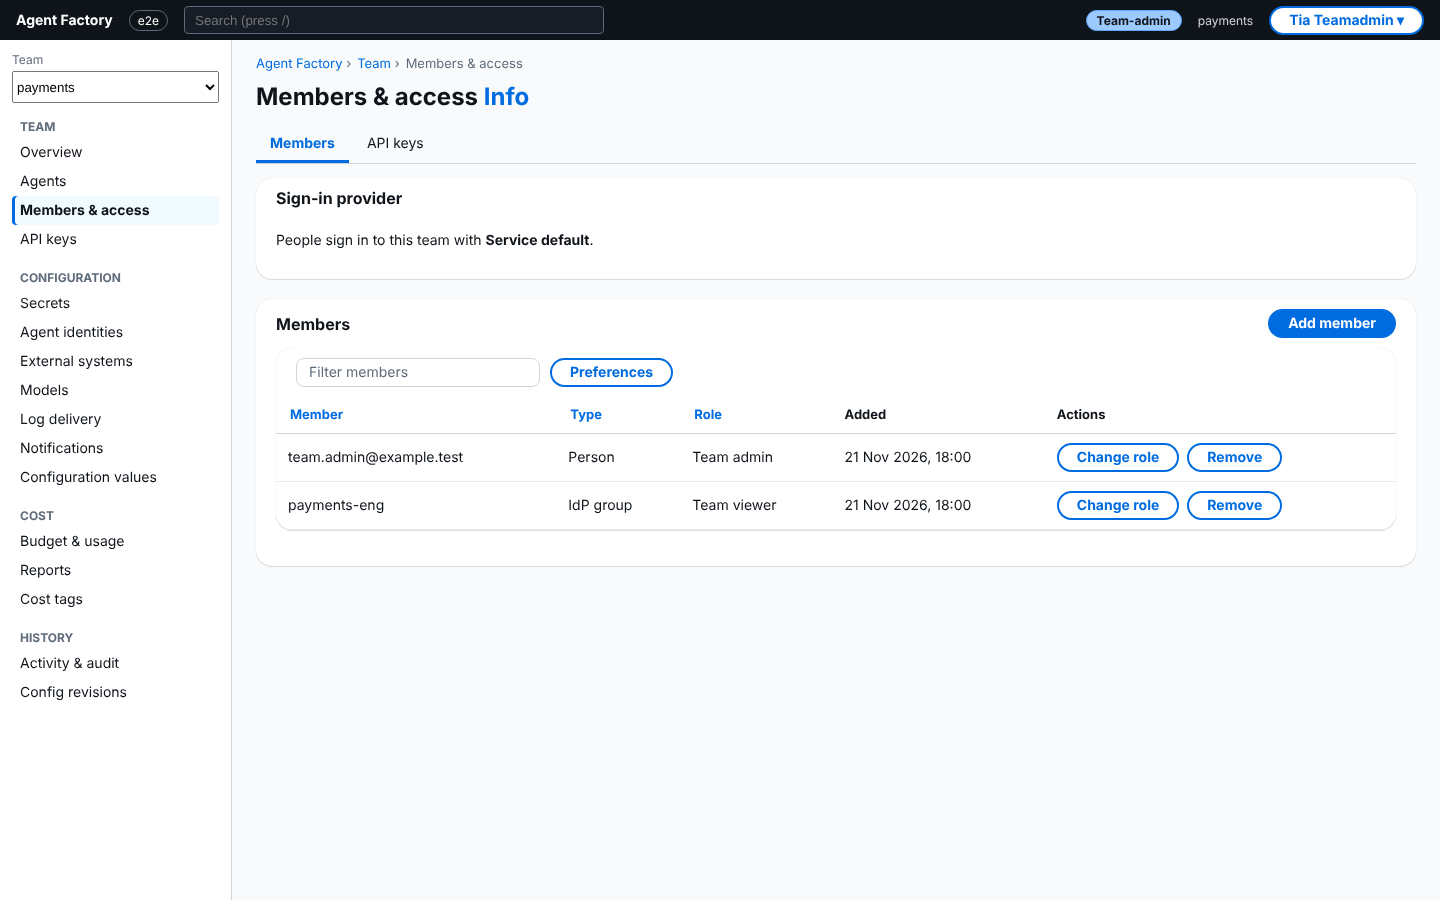 Agent Factory e2e Search (press /) Team-admin payments Tia Teamadmin ▾
Team
payments
TEAM
Overview
Agents
Members & access
API keys
CONFIGURATION
Secrets
Agent identities
External systems
Models
Log delivery
Notifications
Configuration values
COST
Budget & usage
Reports
Cost tags
HISTORY
Activity & audit
Config revisions
Agent Factory › Team › Members & access
Members & access Info
Members API keys
Sign-in provider
People sign in to this team with Service default.
Members Add member
Filter members Preferences
Member Type Role Added Actions
team.admin@example.test Person Team admin 21 Nov 2026, 18:00 Change role Remove
payments-eng IdP group Team viewer 21 Nov 2026, 18:00 Change role Remove